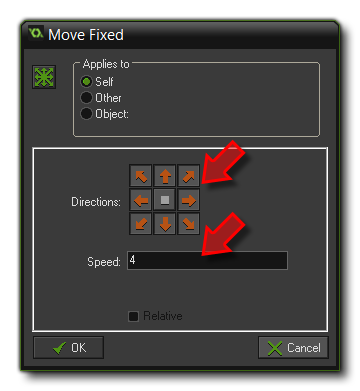 Move Fixed
Applies to
Self
Other
Object:
Directions:
Speed: 4
Relative
OK Cancel